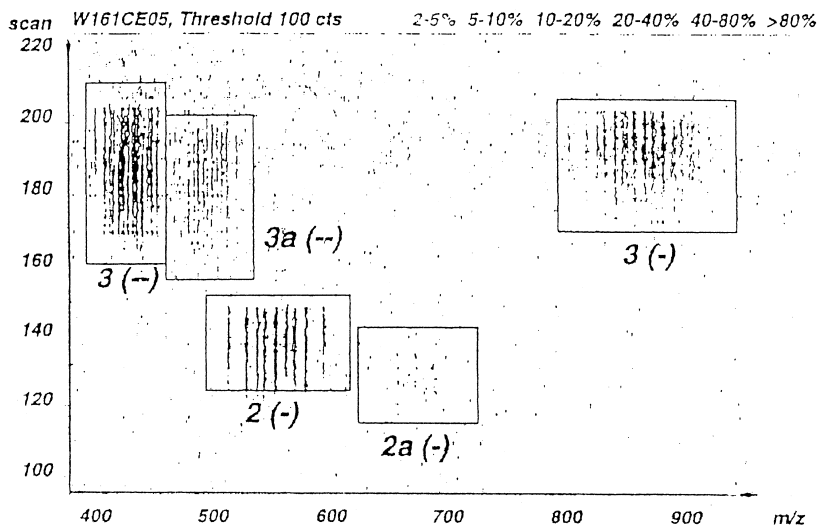 scan W161CE05, Threshold 100 cts 2-5% 5-10% 10-20% 20-40% 40-80% >80%
220
200
180
160
140
120
100
3 (--)
3a (--)
3 (-)
2 (-)
2a (-)
400 500 600 700 800 900 m/z